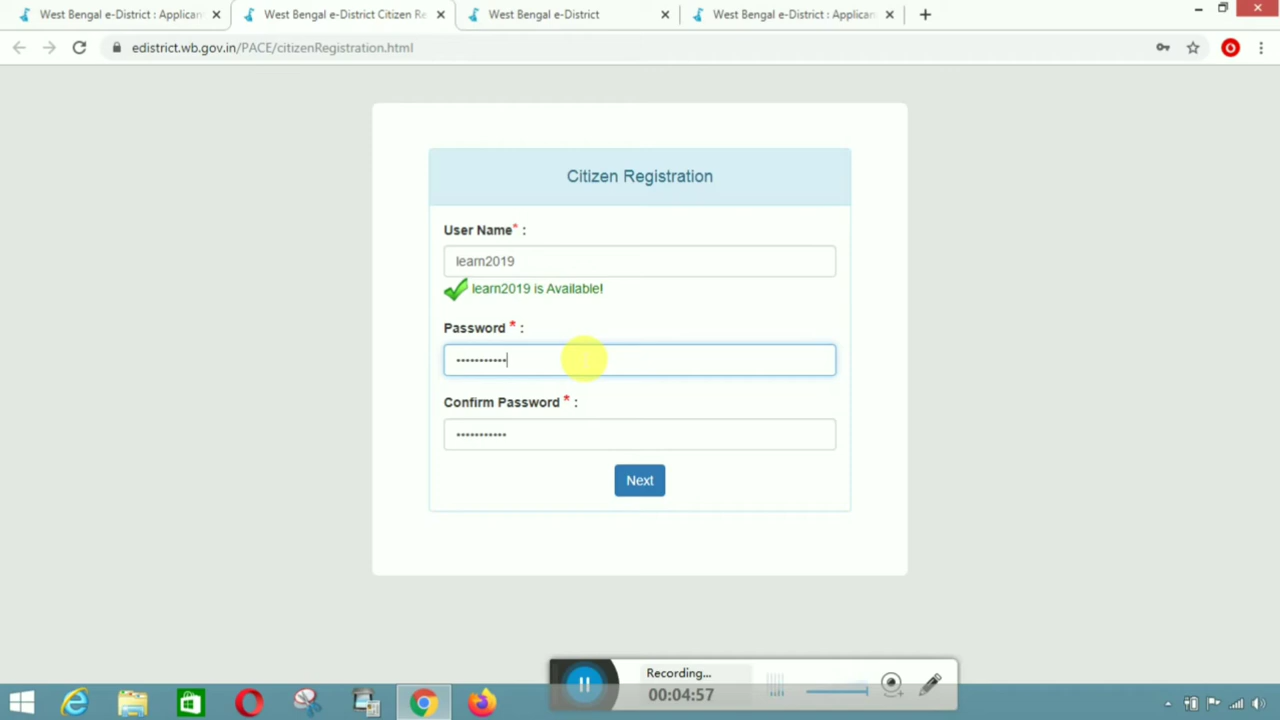 West Bengal e-District : Applican
West Bengal e-District Citizen Re
West Bengal e-District
West Bengal e-District : Applican
edistrict.wb.gov.in/PACE/citizenRegistration.html
Citizen Registration
User Name* :
learn2019
learn2019 is Available!
Password * :
•••••••••••
Confirm Password * :
•••••••••••
Next
Recording...
00:04:57